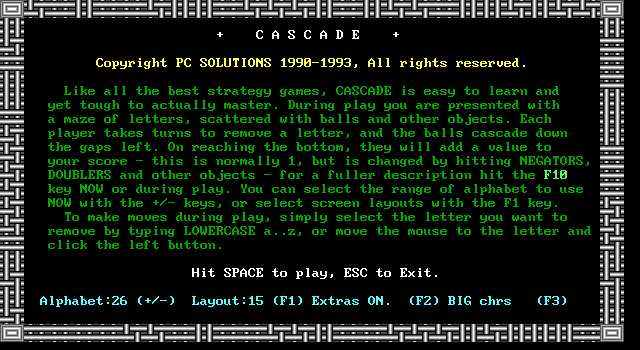 + CASCADE +
Copyright PC SOLUTIONS 1990-1993, All rights reserved.
Like all the best strategy games, CASCADE is easy to learn and
yet tough to actually master. During play you are presented with
a maze of letters, scattered with balls and other objects. Each
player takes turns to remove a letter, and the balls cascade down
the gaps left. On reaching the bottom, they will add a value to
your score - this is normally 1, but is changed by hitting NEGATORS,
DOUBLERS and other objects - for a fuller description hit the F10
key NOW or during play. You can select the range of alphabet to use
NOW with the +/- keys, or select screen layouts with the F1 key.
To make moves during play, simply select the letter you want to
remove by typing LOWERCASE a..z, or move the mouse to the letter and
click the left button.
Hit SPACE to play, ESC to Exit.
Alphabet:26 (+/-) Layout:15 (F1) Extras ON. (F2) BIG chrs (F3)